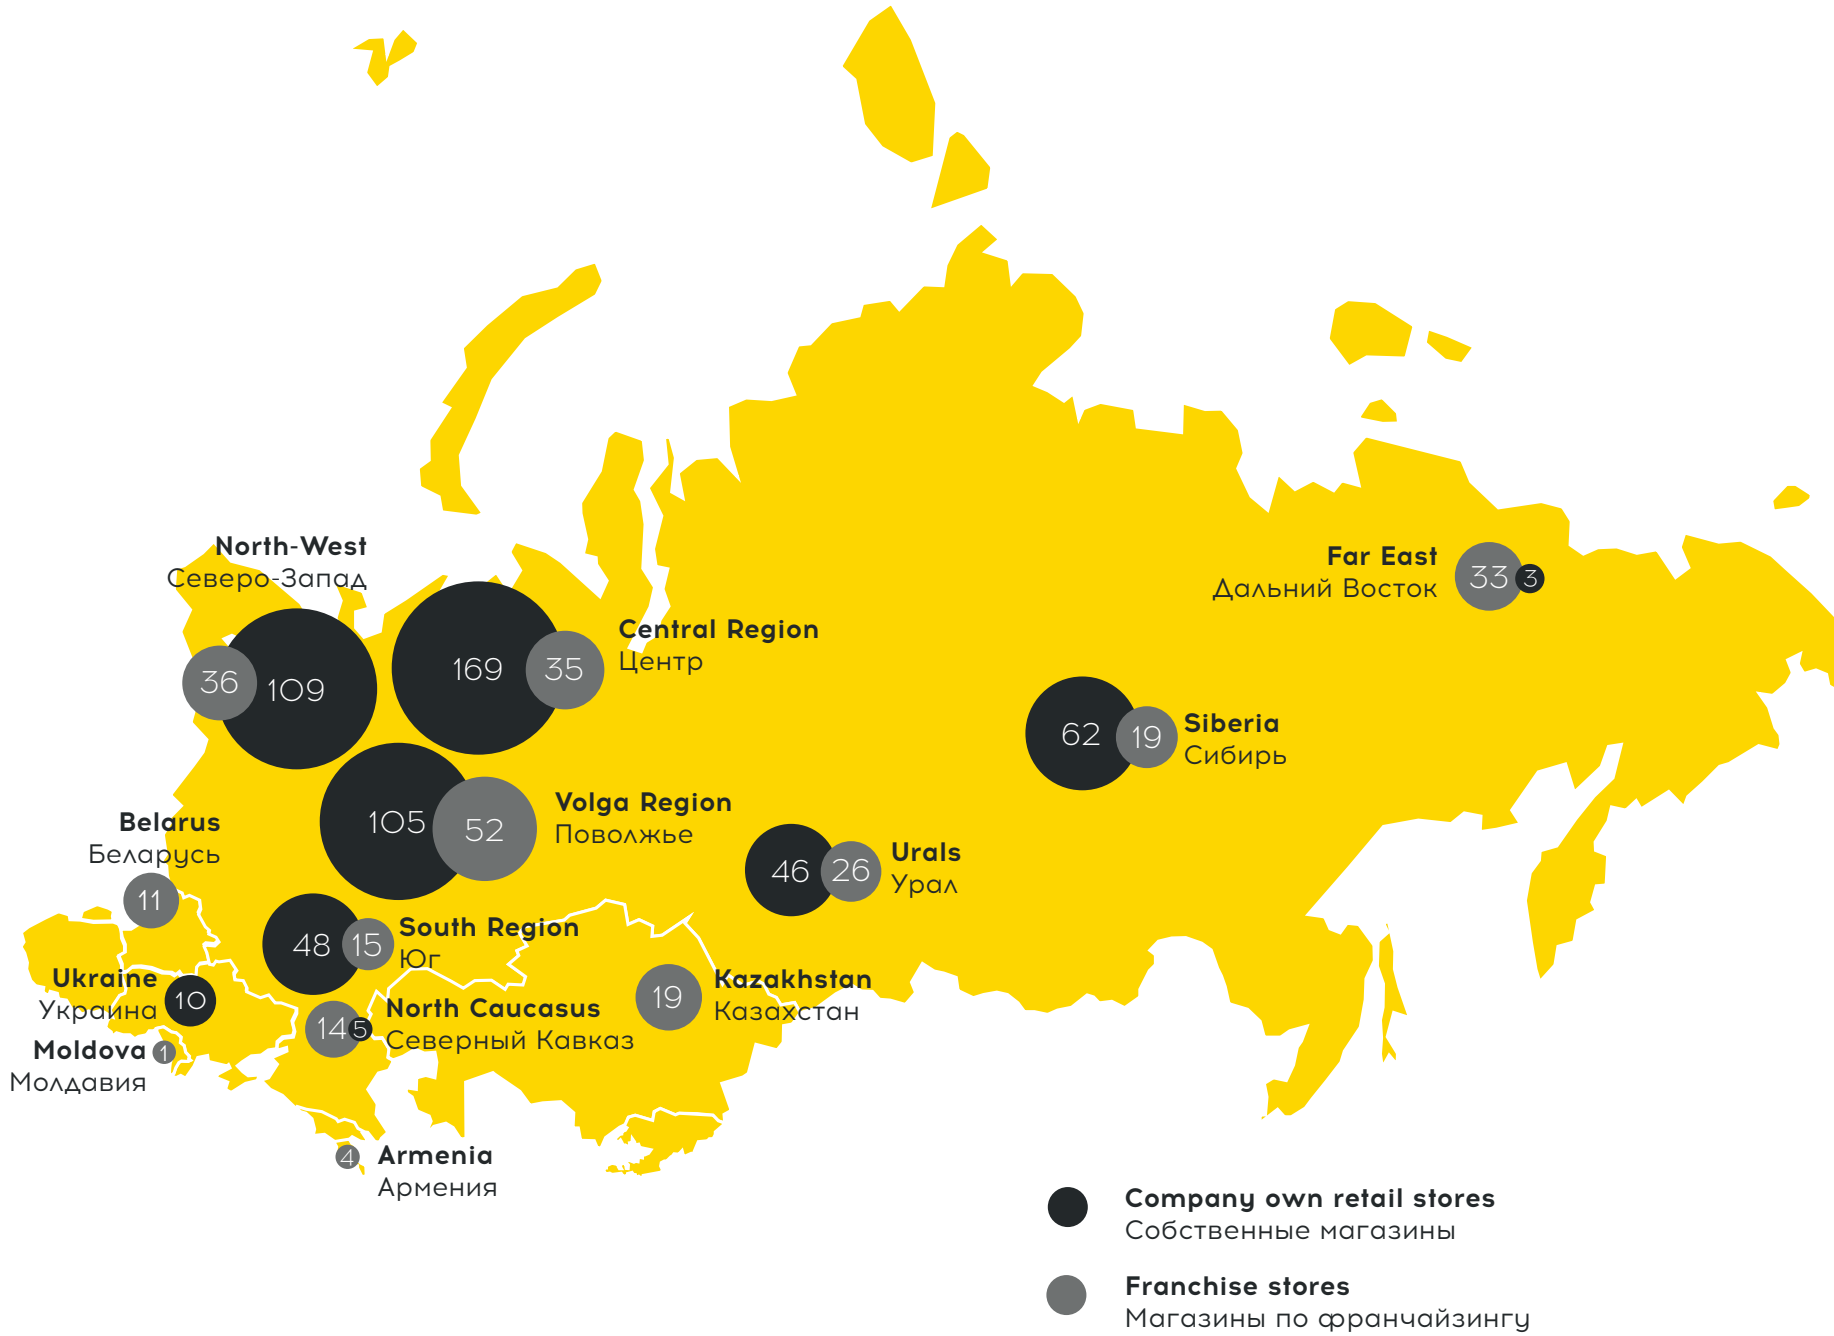 North-West
Северо-Запад
36
109
169
35
Central Region
Центр
Far East
Дальний Восток
33
3
105
52
Volga Region
Поволжье
62
19
Siberia
Сибирь
Belarus
Беларусь
11
46
26
Urals
Урал
48
15
South Region
Юг
Ukraine
Украина
10
14
5
North Caucasus
Северный Кавказ
19
Kazakhstan
Казахстан
Moldova
Молдавия
1
4
Armenia
Армения
Company own retail stores
Собственные магазины
Franchise stores
Магазины по франчайзингу